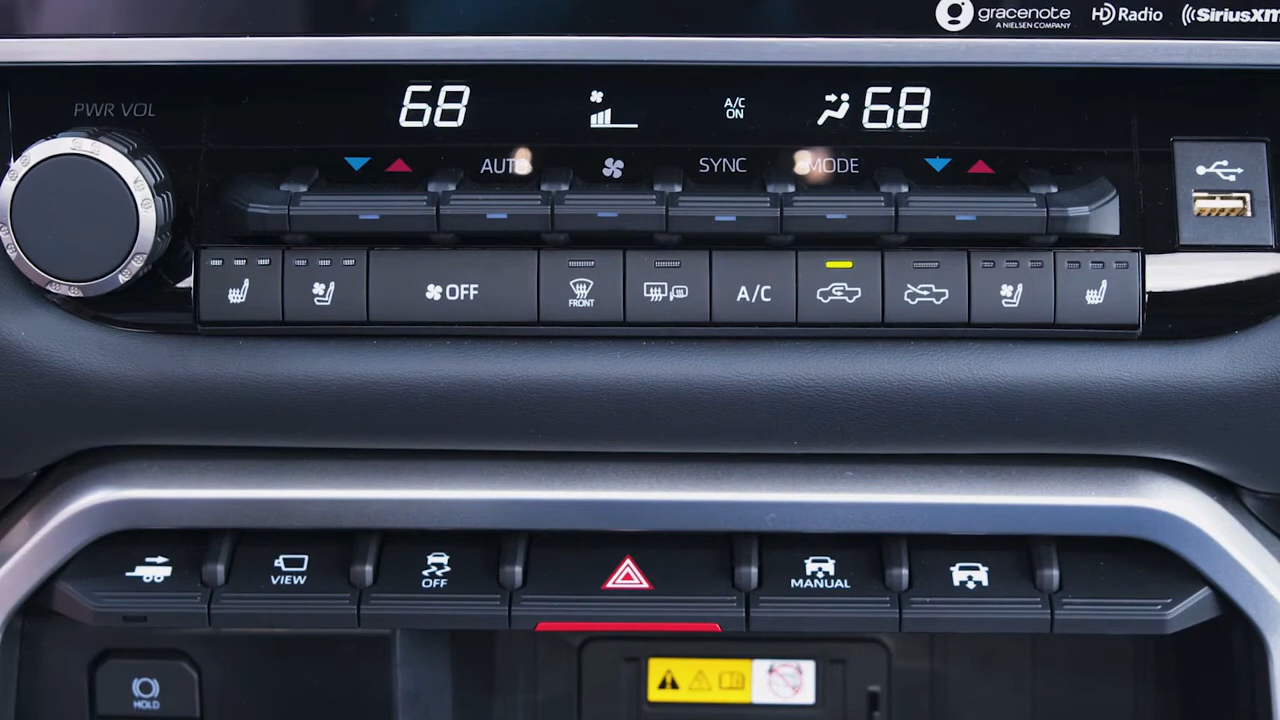 gracenote
A NIELSEN COMPANY
HD Radio
SiriusXM
PWR VOL
68
A/C
ON
68
AUTO
SYNC
MODE
OFF
FRONT
A/C
VIEW
OFF
MANUAL
HOLD